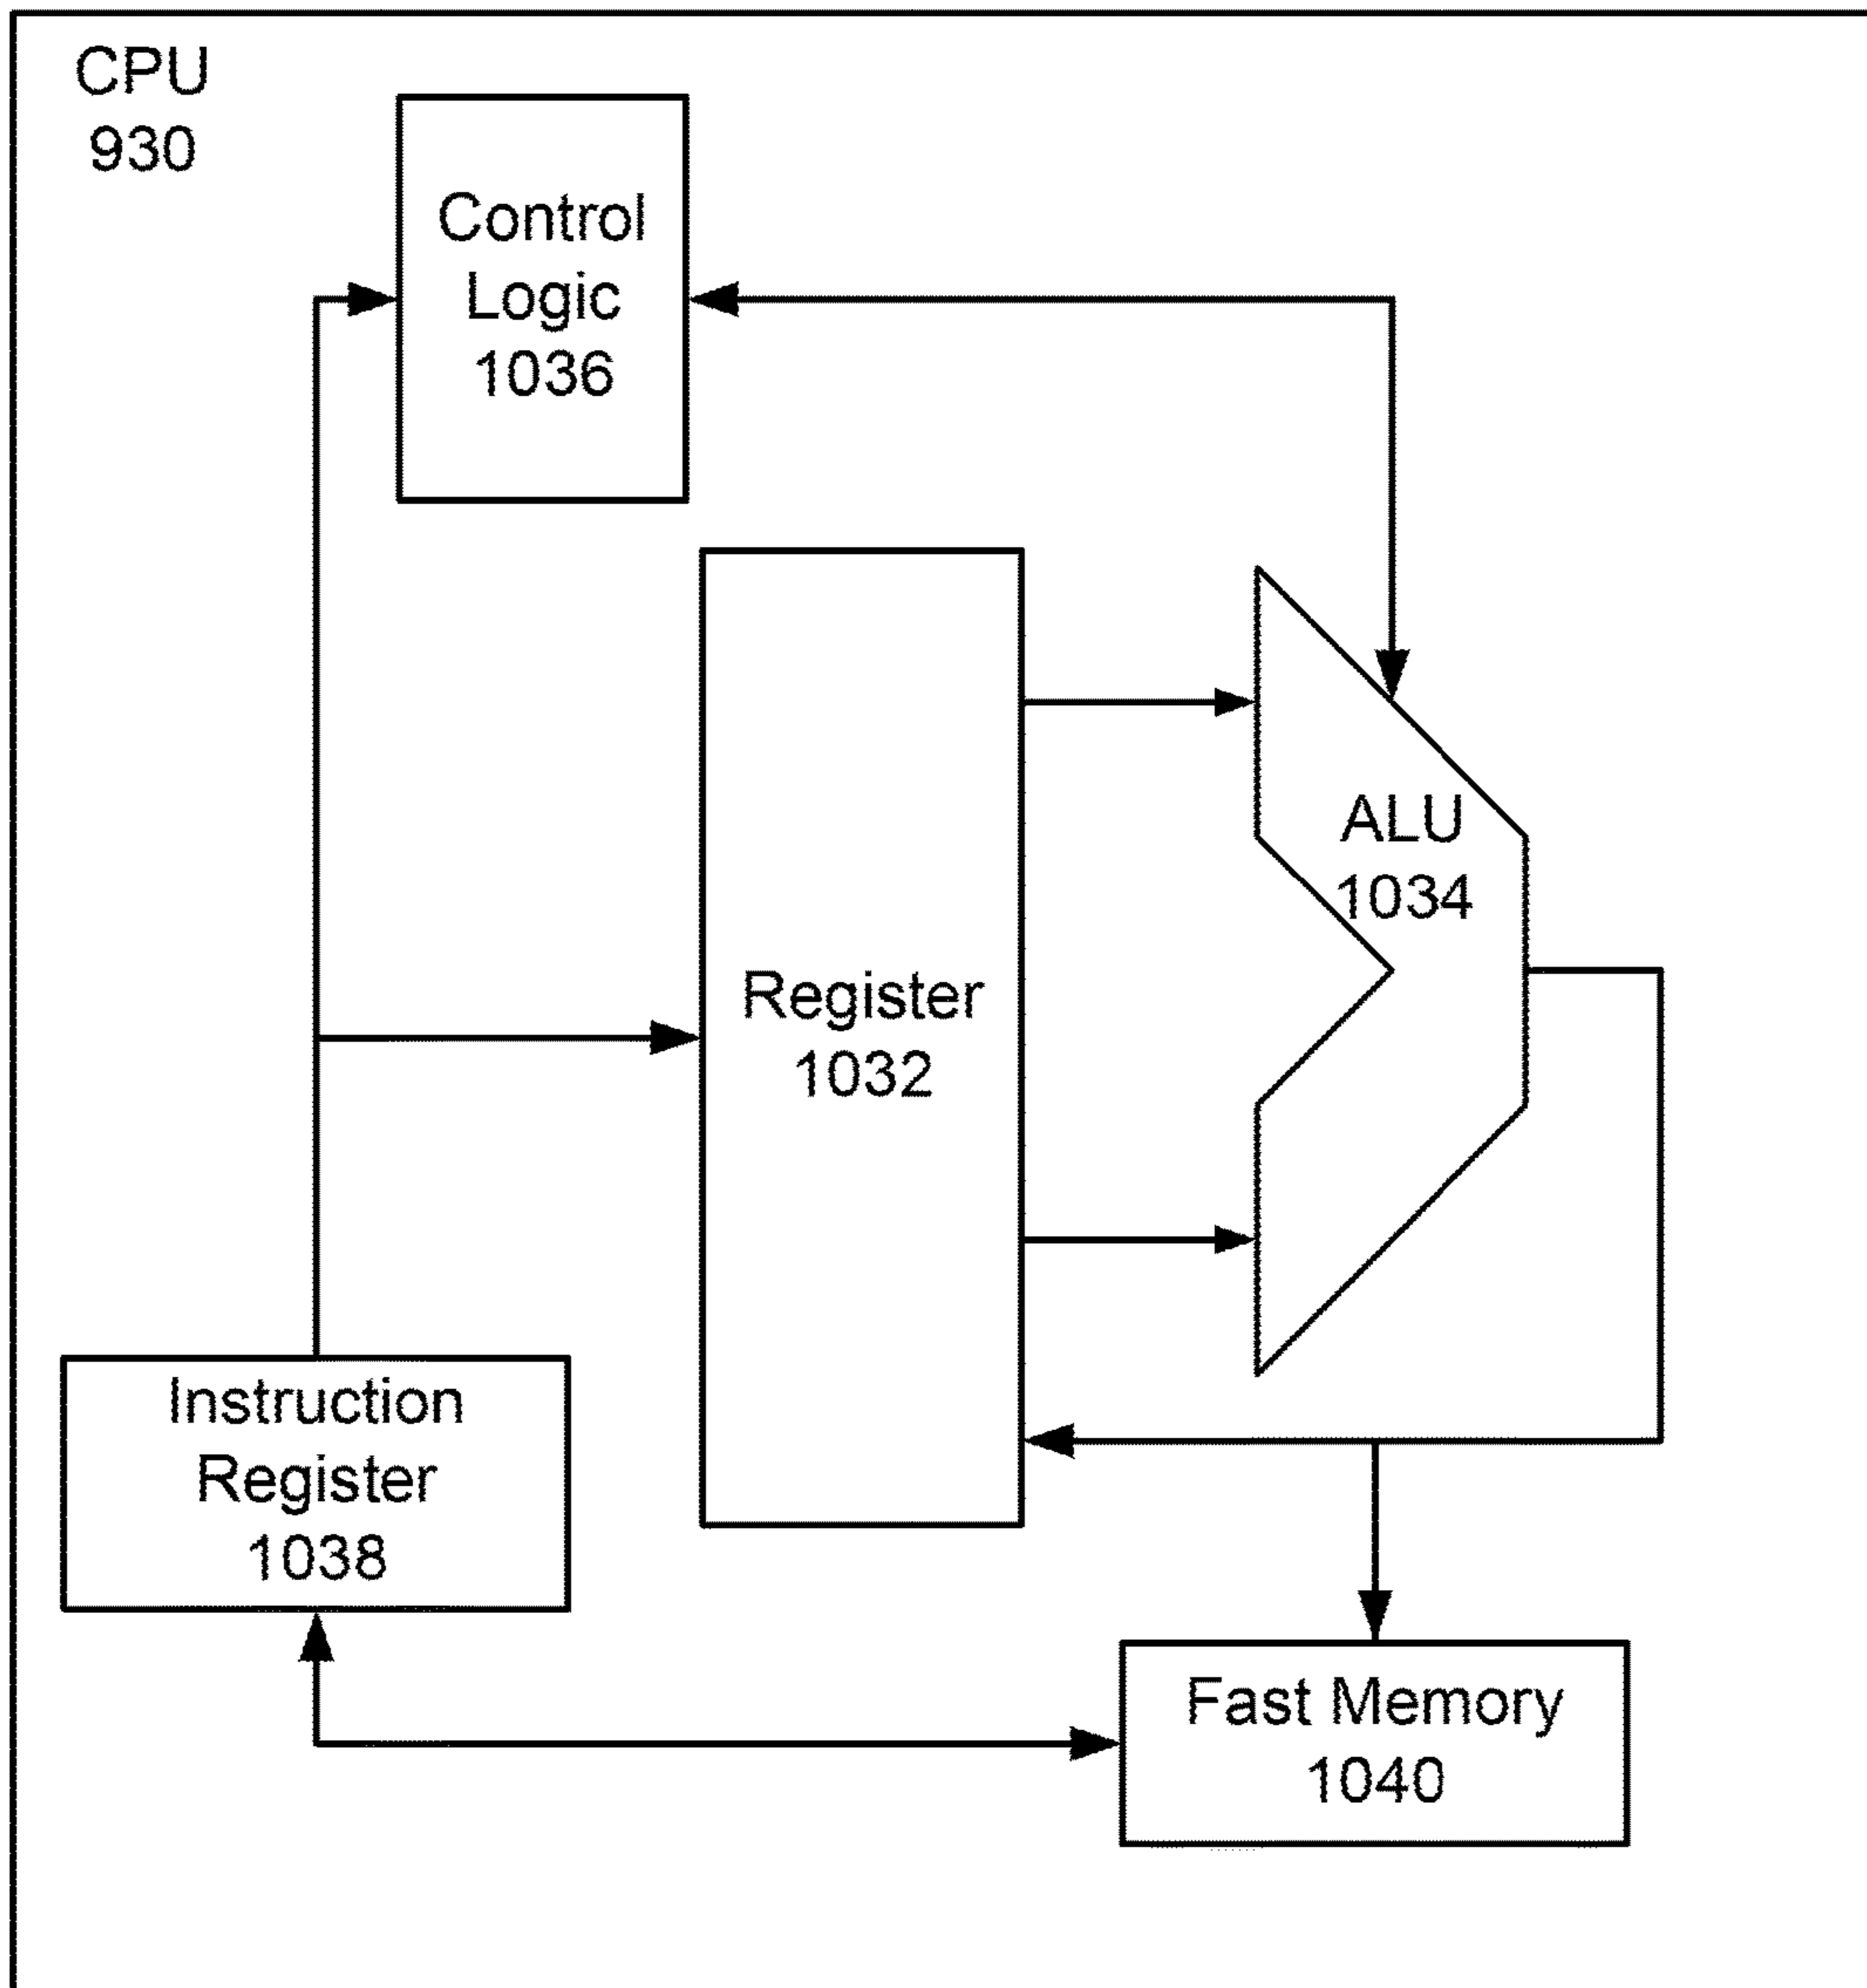 CPU
930
Control
Logic
1036
ALU
1034
Register
1032
Instruction
Register
1038
Fast Memory
1040